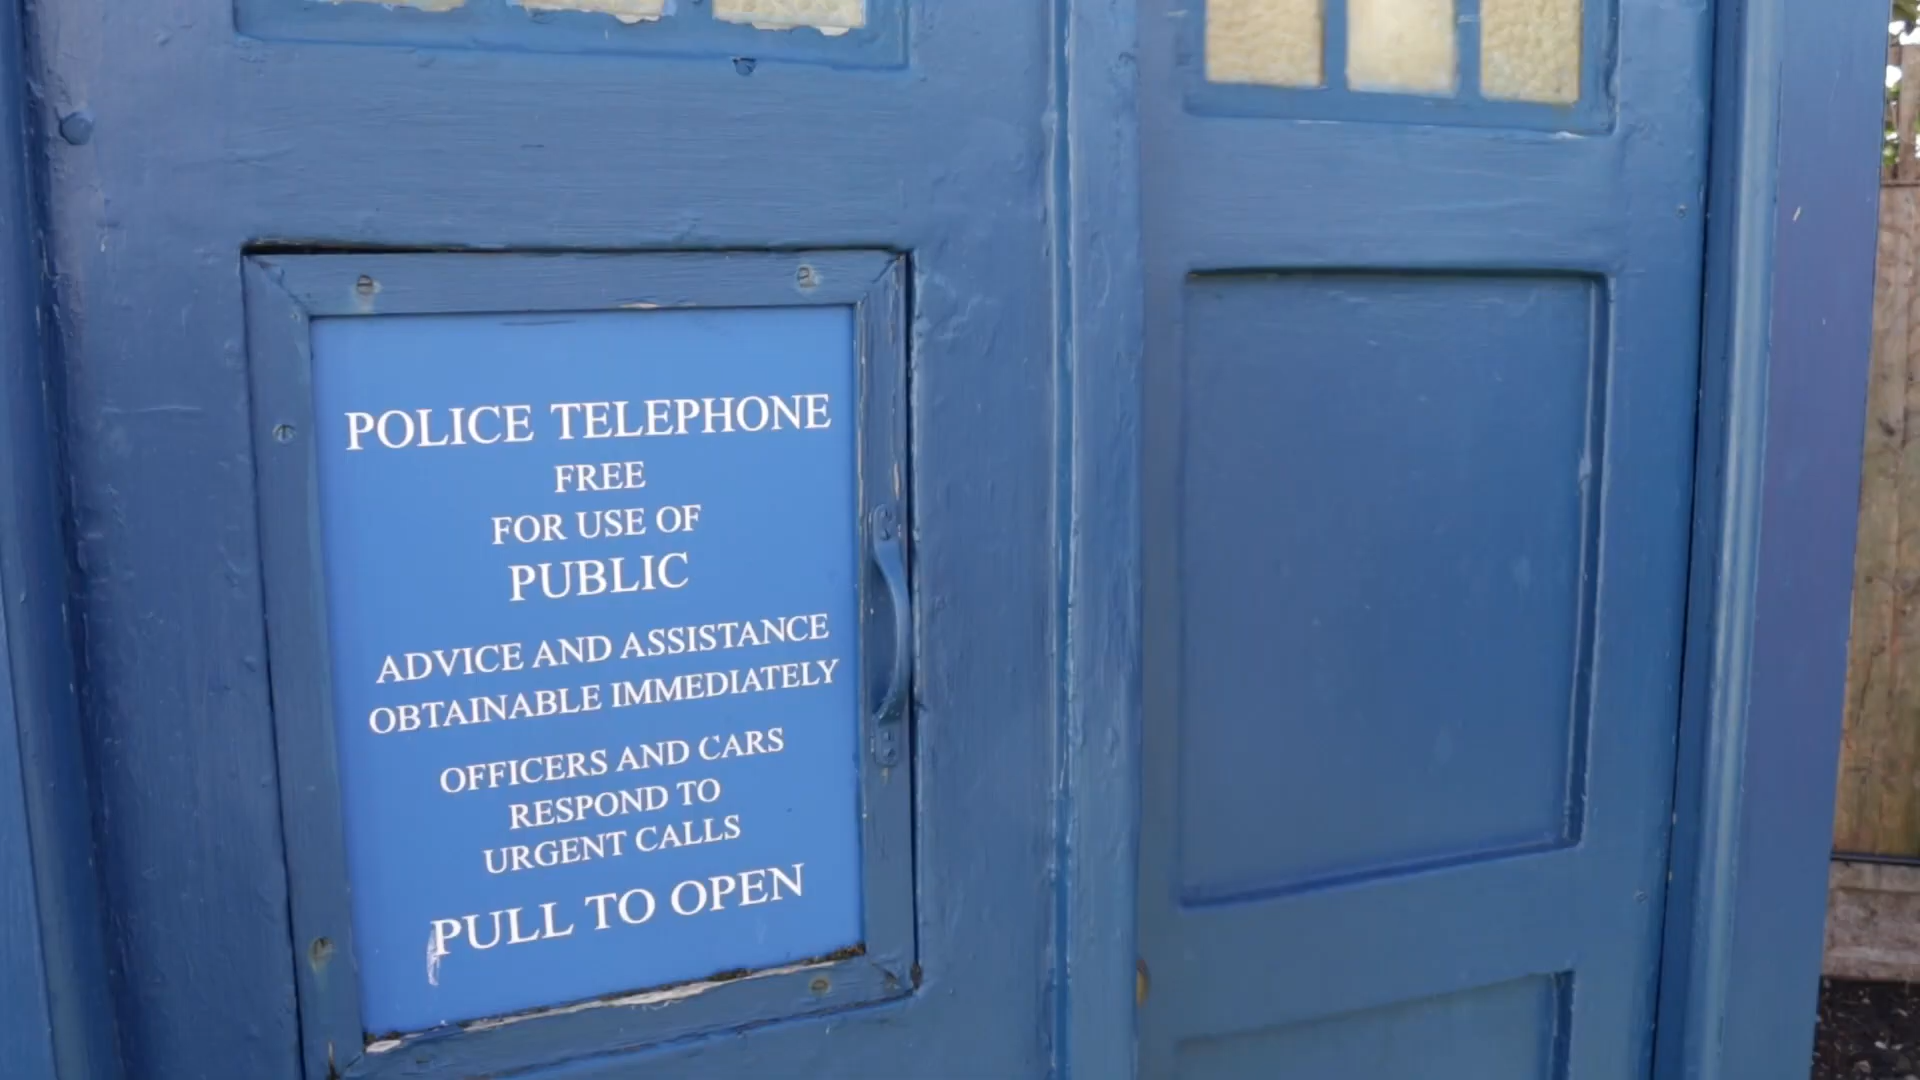 POLICE TELEPHONE
FREE
FOR USE OF
PUBLIC
ADVICE AND ASSISTANCE
OBTAINABLE IMMEDIATELY
OFFICERS AND CARS
RESPOND TO
URGENT CALLS
PULL TO OPEN